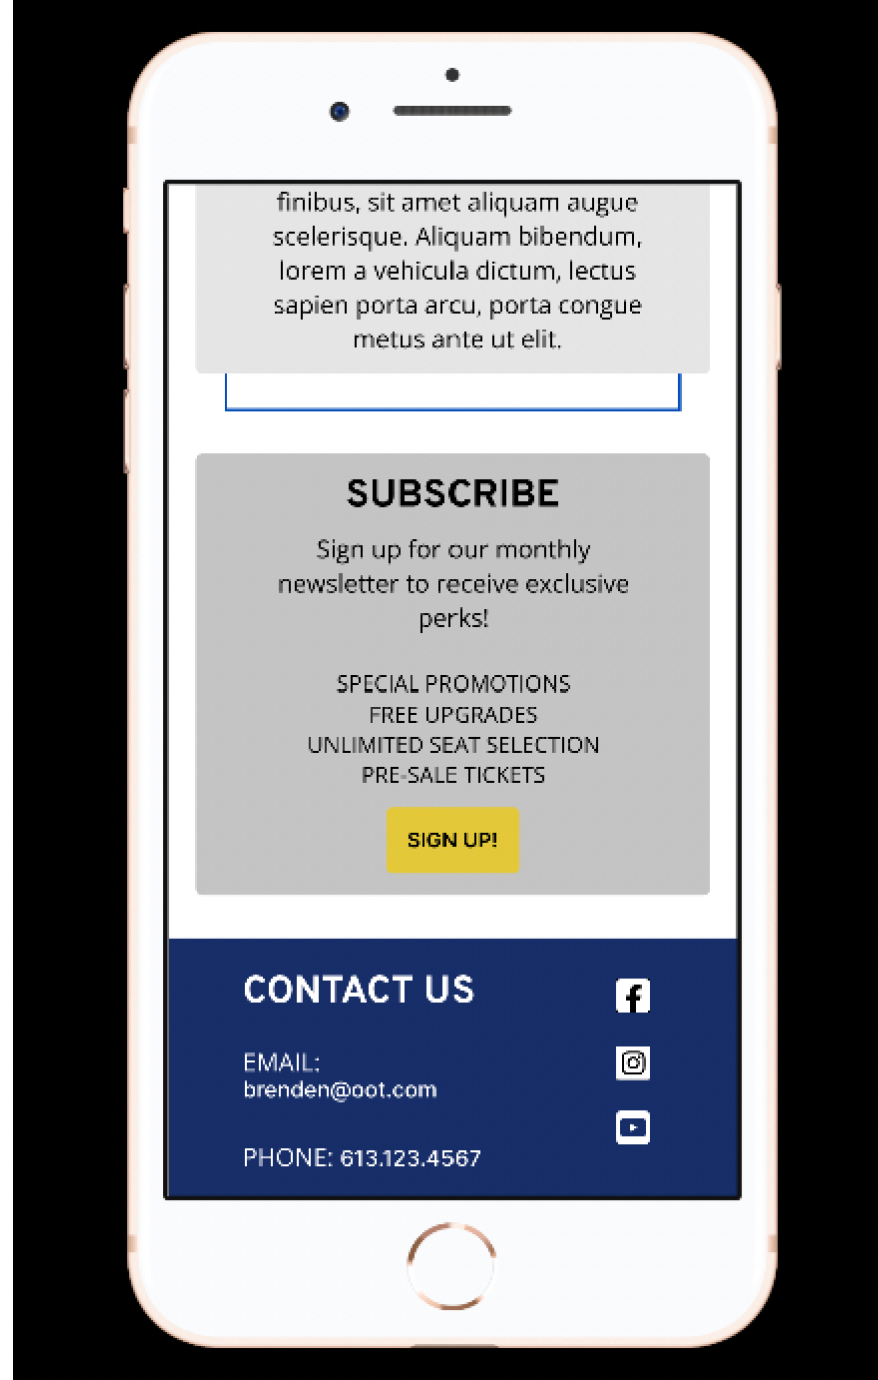 finibus, sit amet aliquam augue
scelerisque. Aliquam bibendum,
lorem a vehicula dictum, lectus
sapien porta arcu, porta congue
metus ante ut elit.
SUBSCRIBE
Sign up for our monthly
newsletter to receive exclusive
perks!
SPECIAL PROMOTIONS
FREE UPGRADES
UNLIMITED SEAT SELECTION
PRE-SALE TICKETS
SIGN UP!
CONTACT US
EMAIL:
brenden@oot.com
PHONE: 613.123.4567